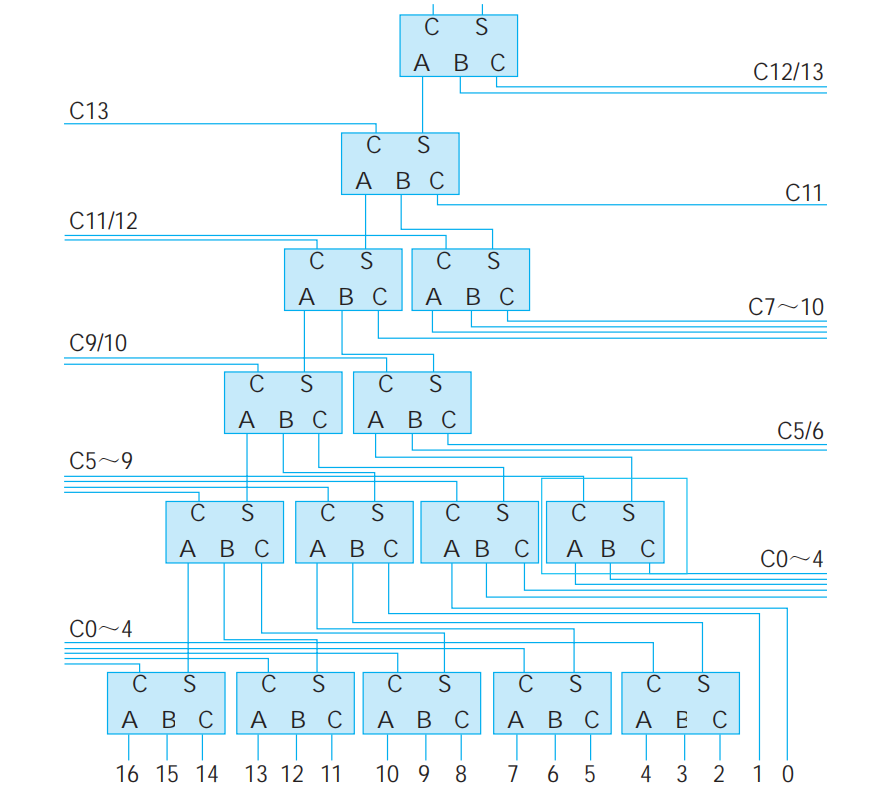 C S
A B C
C12/13
C13
C S
A B C
C11
C11/12
C S C S
A B C A B C
C7～10
C9/10
C S C S
A B C A B C
C5/6
C5～9
C S C S C S C S
A B C A B C A B C A B C
C0～4
C0～4
C S C S C S C S C S
A B C A B C A B C A B C A B C
16 15 14 13 12 11 10 9 8 7 6 5 4 3 2 1 0